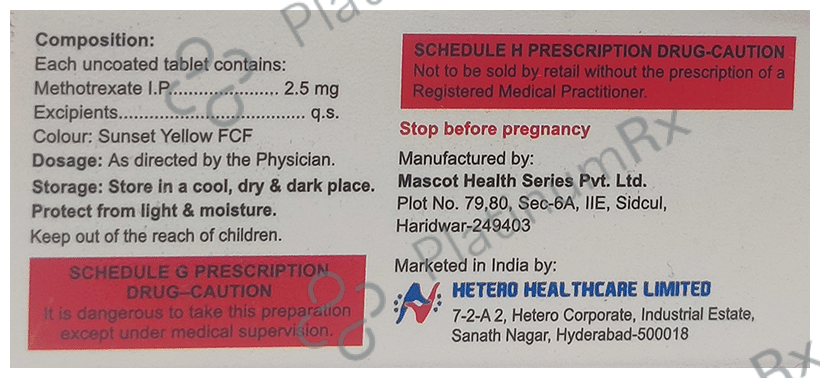 Composition:
Each uncoated tablet contains:
Methotrexate I.P.................... 2.5 mg
Excipients................................ q.s.
Colour: Sunset Yellow FCF
Dosage: As directed by the Physician.
Storage: Store in a cool, dry & dark place.
Protect from light & moisture.
Keep out of the reach of children.
SCHEDULE G PRESCRIPTION
DRUG–CAUTION
It is dangerous to take this preparation
except under medical supervision.
SCHEDULE H PRESCRIPTION DRUG-CAUTION
Not to be sold by retail without the prescription of a
Registered Medical Practitioner.
Stop before pregnancy
Manufactured by:
Mascot Health Series Pvt. Ltd.
Plot No. 79,80, Sec-6A, IIE, Sidcul,
Haridwar-249403
Marketed in India by:
HETERO HEALTHCARE LIMITED
7-2-A 2, Hetero Corporate, Industrial Estate,
Sanath Nagar, Hyderabad-500018
PlatinumRx